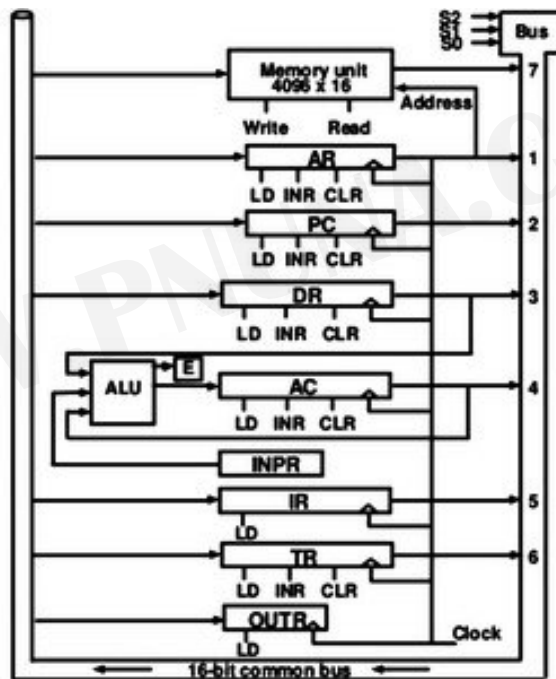 S2
S1
S0
Bus
Memory unit
4096 x 16
7
Address
Write Read
AR
1
LD INR CLR
PC
2
LD INR CLR
DR
3
LD INR CLR
E
ALU
AC
4
LD INR CLR
INPR
IR
5
LD
TR
6
LD INR CLR
OUTR
Clock
LD
16-bit common bus